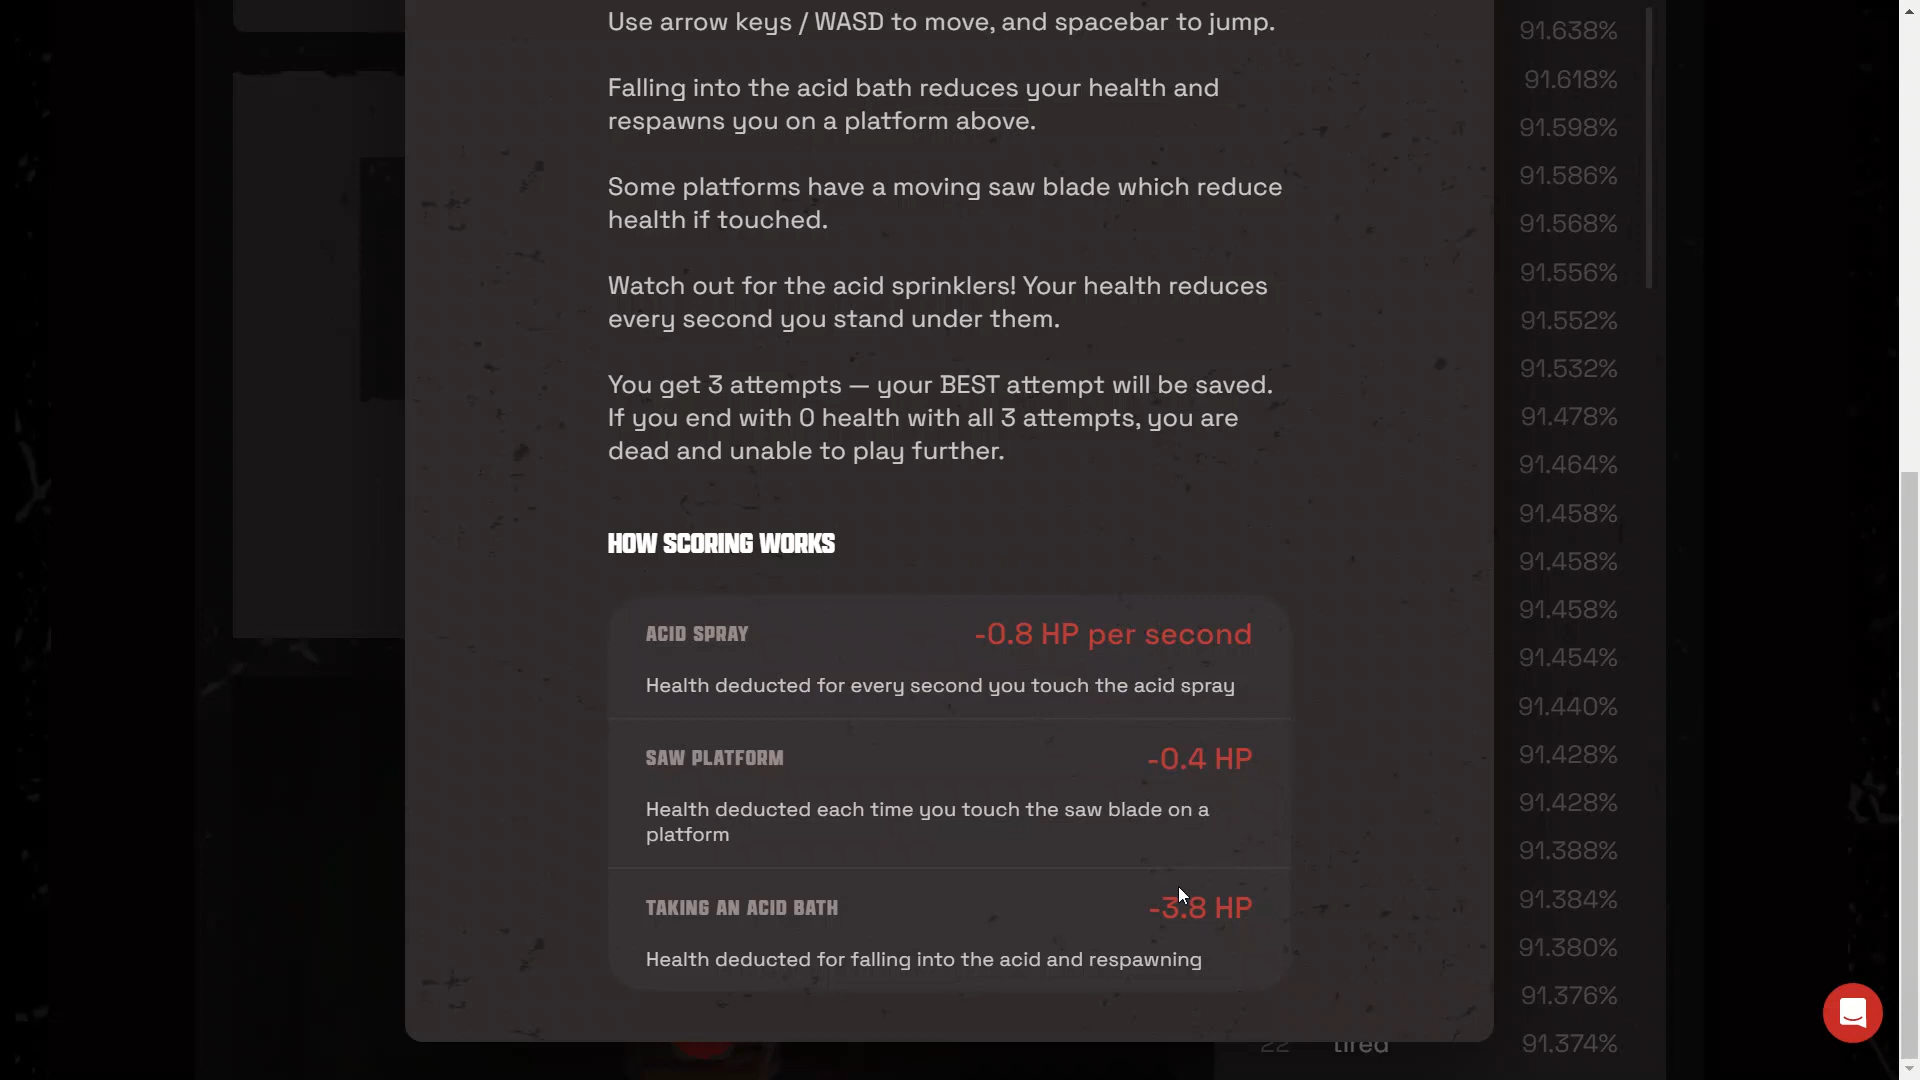 Use arrow keys / WASD to move, and spacebar to jump.
Falling into the acid bath reduces your health and
respawns you on a platform above.
Some platforms have a moving saw blade which reduce
health if touched.
Watch out for the acid sprinklers! Your health reduces
every second you stand under them.
You get 3 attempts — your BEST attempt will be saved.
If you end with 0 health with all 3 attempts, you are
dead and unable to play further.
HOW SCORING WORKS
ACID SPRAY -0.8 HP per second
Health deducted for every second you touch the acid spray
SAW PLATFORM -0.4 HP
Health deducted each time you touch the saw blade on a
platform
TAKING AN ACID BATH -3.8 HP
Health deducted for falling into the acid and respawning
91.638%
91.618%
91.598%
91.586%
91.568%
91.556%
91.552%
91.532%
91.478%
91.464%
91.458%
91.458%
91.458%
91.454%
91.440%
91.428%
91.428%
91.388%
91.384%
91.380%
91.376%
22 tired 91.374%